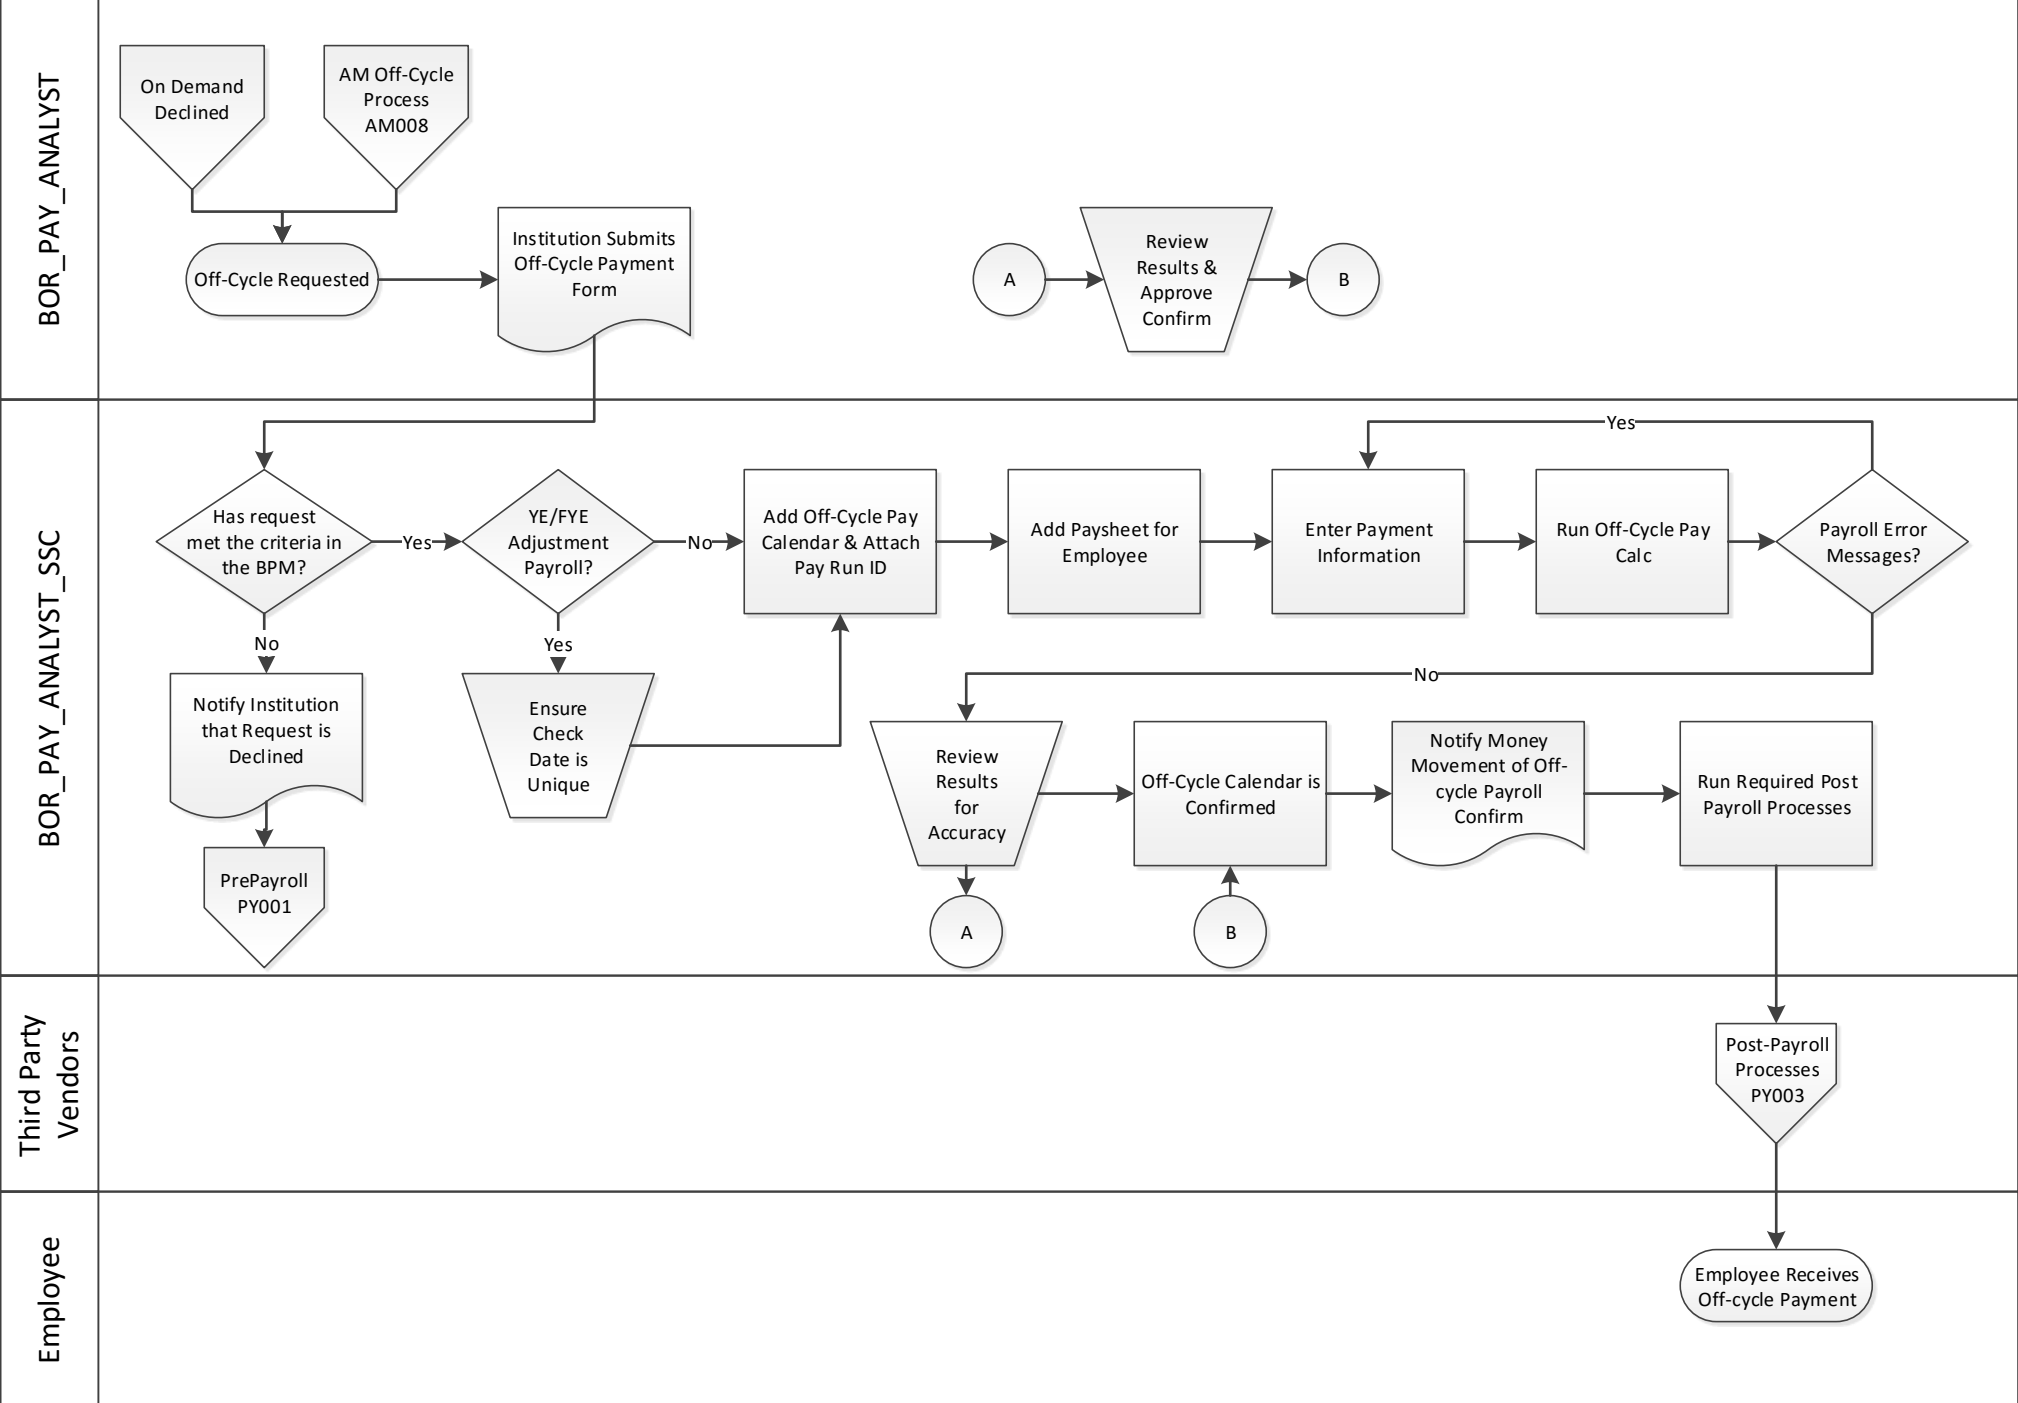 BOR_PAY_ANALYST
On Demand
Declined
AM Off-Cycle
Process
AM008
Off-Cycle Requested
Institution Submits
Off-Cycle Payment
Form
A
Review
Results &
Approve
Confirm
B
BOR_PAY_ANALYST_SSC
Has request
met the criteria in
the BPM?
Yes
YE/FYE
Adjustment
Payroll?
No
Add Off-Cycle Pay
Calendar & Attach
Pay Run ID
Add Paysheet for
Employee
Enter Payment
Information
Run Off-Cycle Pay
Calc
Payroll Error
Messages?
Yes
No
Notify Institution
that Request is
Declined
PrePayroll
PY001
Yes
Ensure
Check
Date is
Unique
No
Review
Results
for
Accuracy
A
Off-Cycle Calendar is
Confirmed
B
Notify Money
Movement of Off-
cycle Payroll
Confirm
Run Required Post
Payroll Processes
Third Party
Vendors
Post-Payroll
Processes
PY003
Employee
Employee Receives
Off-cycle Payment